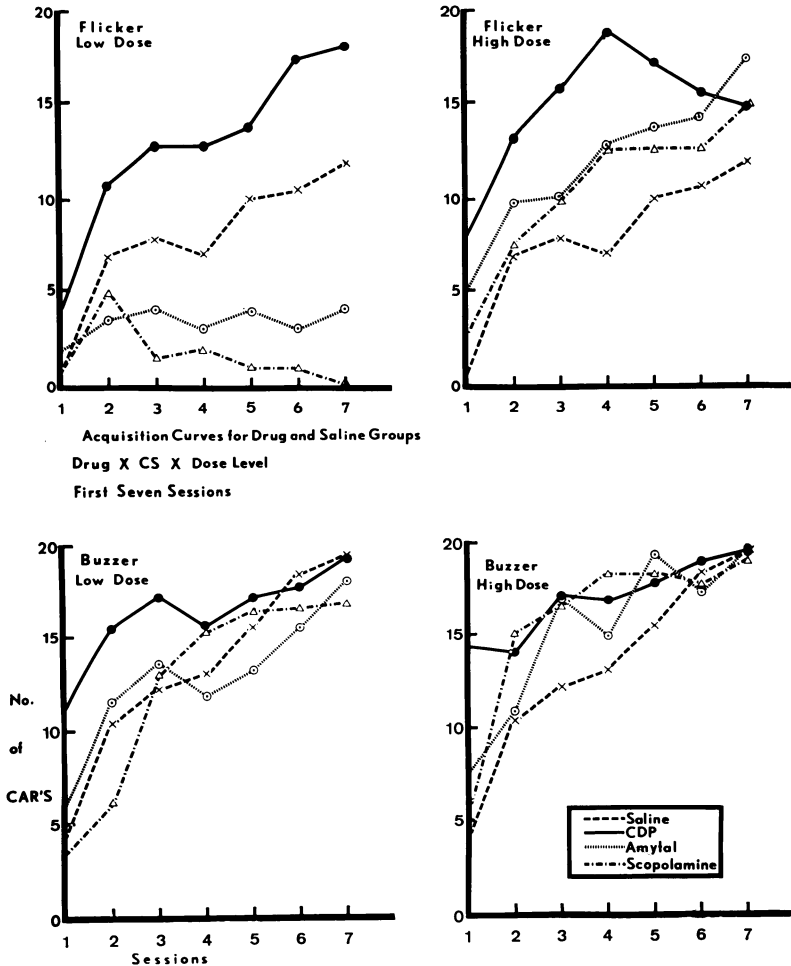 20
Flicker
Low Dose
15
10
5
0
1 2 3 4 5 6 7
20
Flicker
High Dose
15
10
5
0
1 2 3 4 5 6 7
Acquisition Curves for Drug and Saline Groups
Drug X CS X Dose Level
First Seven Sessions
20
Buzzer
Low Dose
15
No.
10
of
CAR'S
5
0
1 2 3 4 5 6 7
Sessions
20
Buzzer
High Dose
15
10
5
Saline
CDP
Amytal
Scopolamine
0
1 2 3 4 5 6 7